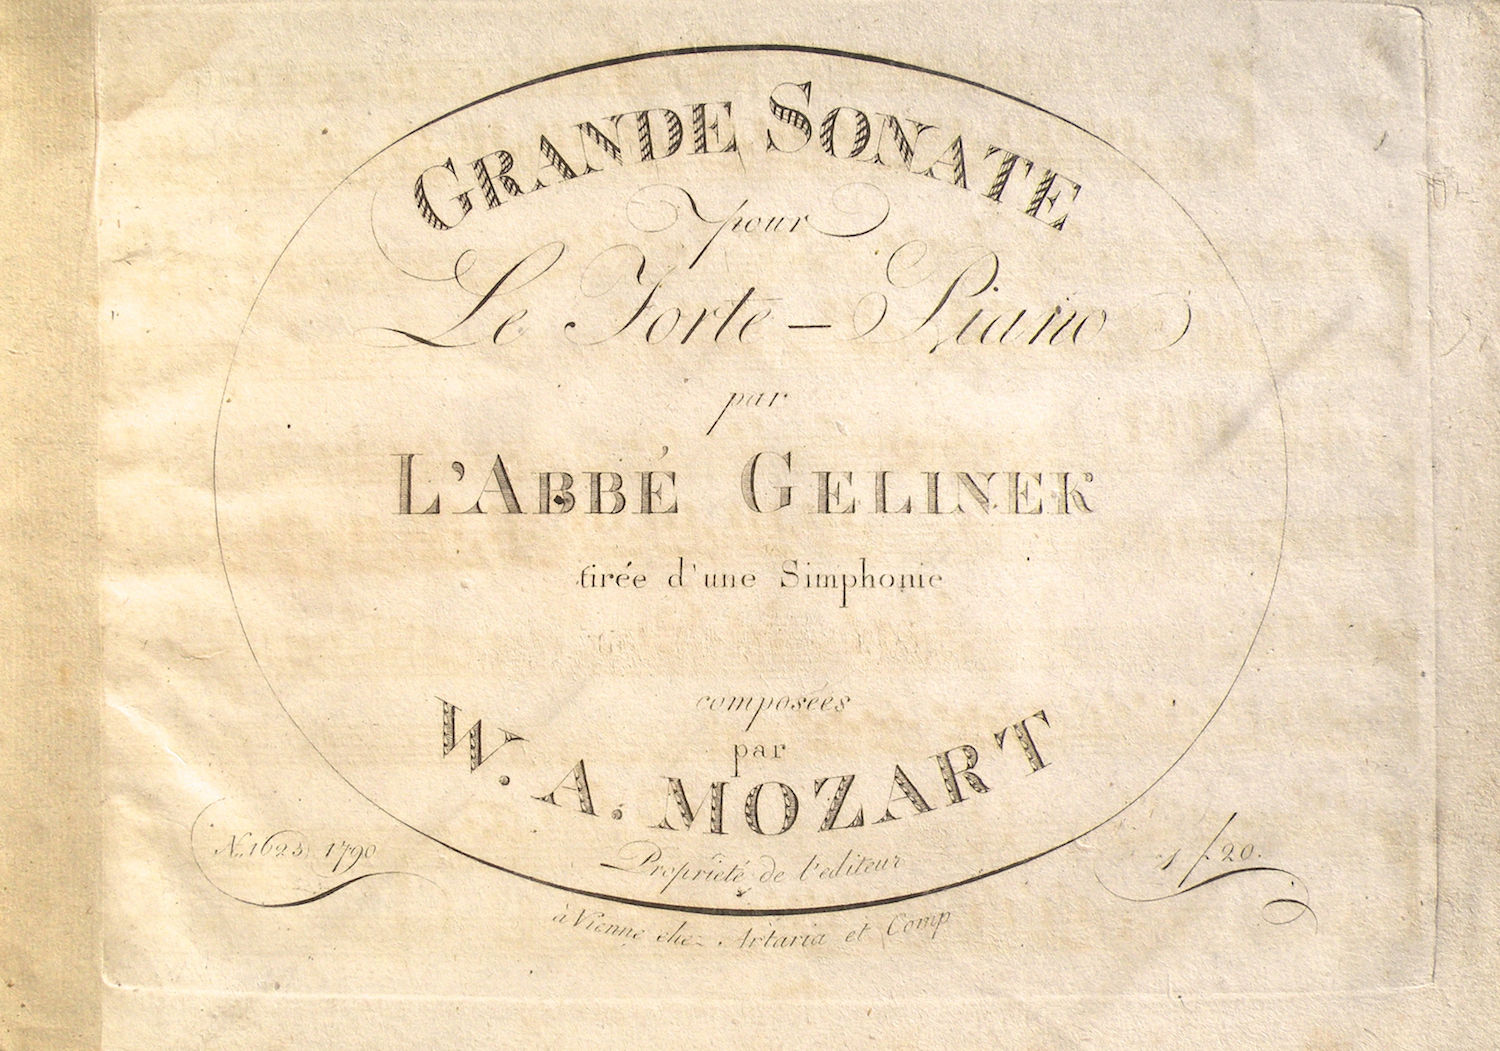 GRANDE SONATE
pour
Le Forte – Piano
par
L'ABBÉ GELINEK
tirée d'une Simphonie
composées
par
W. A. MOZART
Propriété de l'editeur
N. 1623, 1790
1 f 20.
à Vienne chez Artaria et Comp